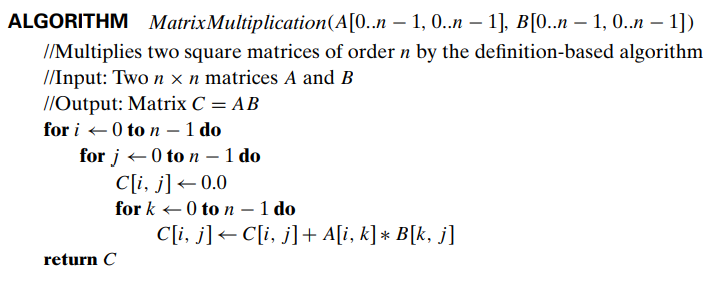 ALGORITHM MatrixMultiplication(A[0..n − 1, 0..n − 1], B[0..n − 1, 0..n − 1])
//Multiplies two square matrices of order n by the definition-based algorithm
//Input: Two n × n matrices A and B
//Output: Matrix C = AB
for i ← 0 to n − 1 do
for j ← 0 to n − 1 do
C[i, j] ← 0.0
for k ← 0 to n − 1 do
C[i, j] ← C[i, j] + A[i, k] ∗ B[k, j]
return C